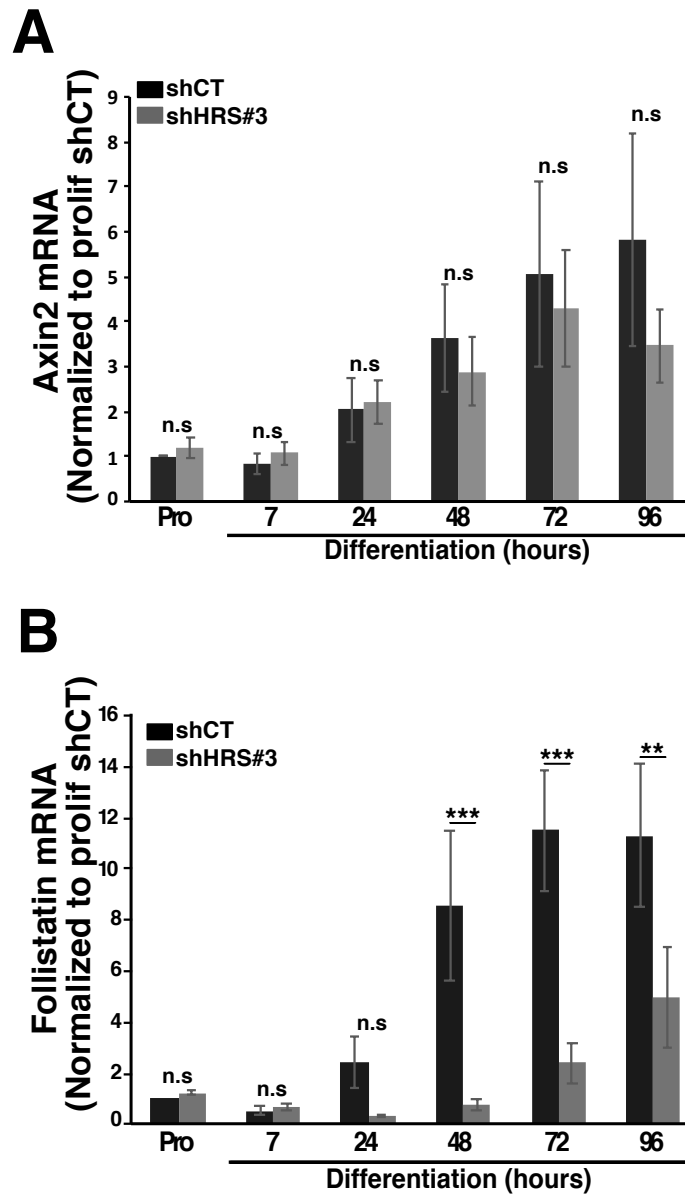 A
Axin2 mRNA
(Normalized to prolif shCT)
shCT
shHRS#3
9
8
7
6
5
4
3
2
1
0
n.s
n.s
n.s
n.s
n.s
n.s
Pro 7 24 48 72 96
Differentiation (hours)
B
Follistatin mRNA
(Normalized to prolif shCT)
shCT
shHRS#3
16
14
12
10
8
6
4
2
0
n.s
n.s
n.s
***
***
**
Pro 7 24 48 72 96
Differentiation (hours)